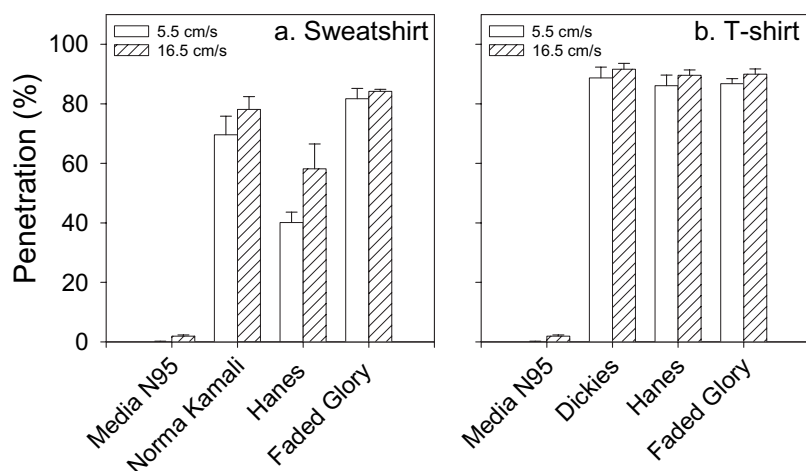 a. Sweatshirt
5.5 cm/s
16.5 cm/s
Penetration (%)
100
80
60
40
20
0
Media N95
Norma Kamali
Hanes
Faded Glory
b. T-shirt
5.5 cm/s
16.5 cm/s
Media N95
Dickies
Hanes
Faded Glory